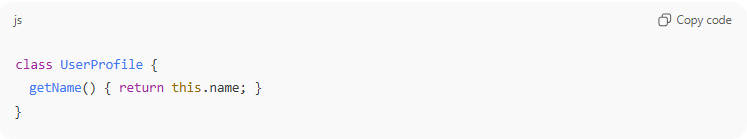 js
Copy code
class UserProfile {
  getName() { return this.name; }
}